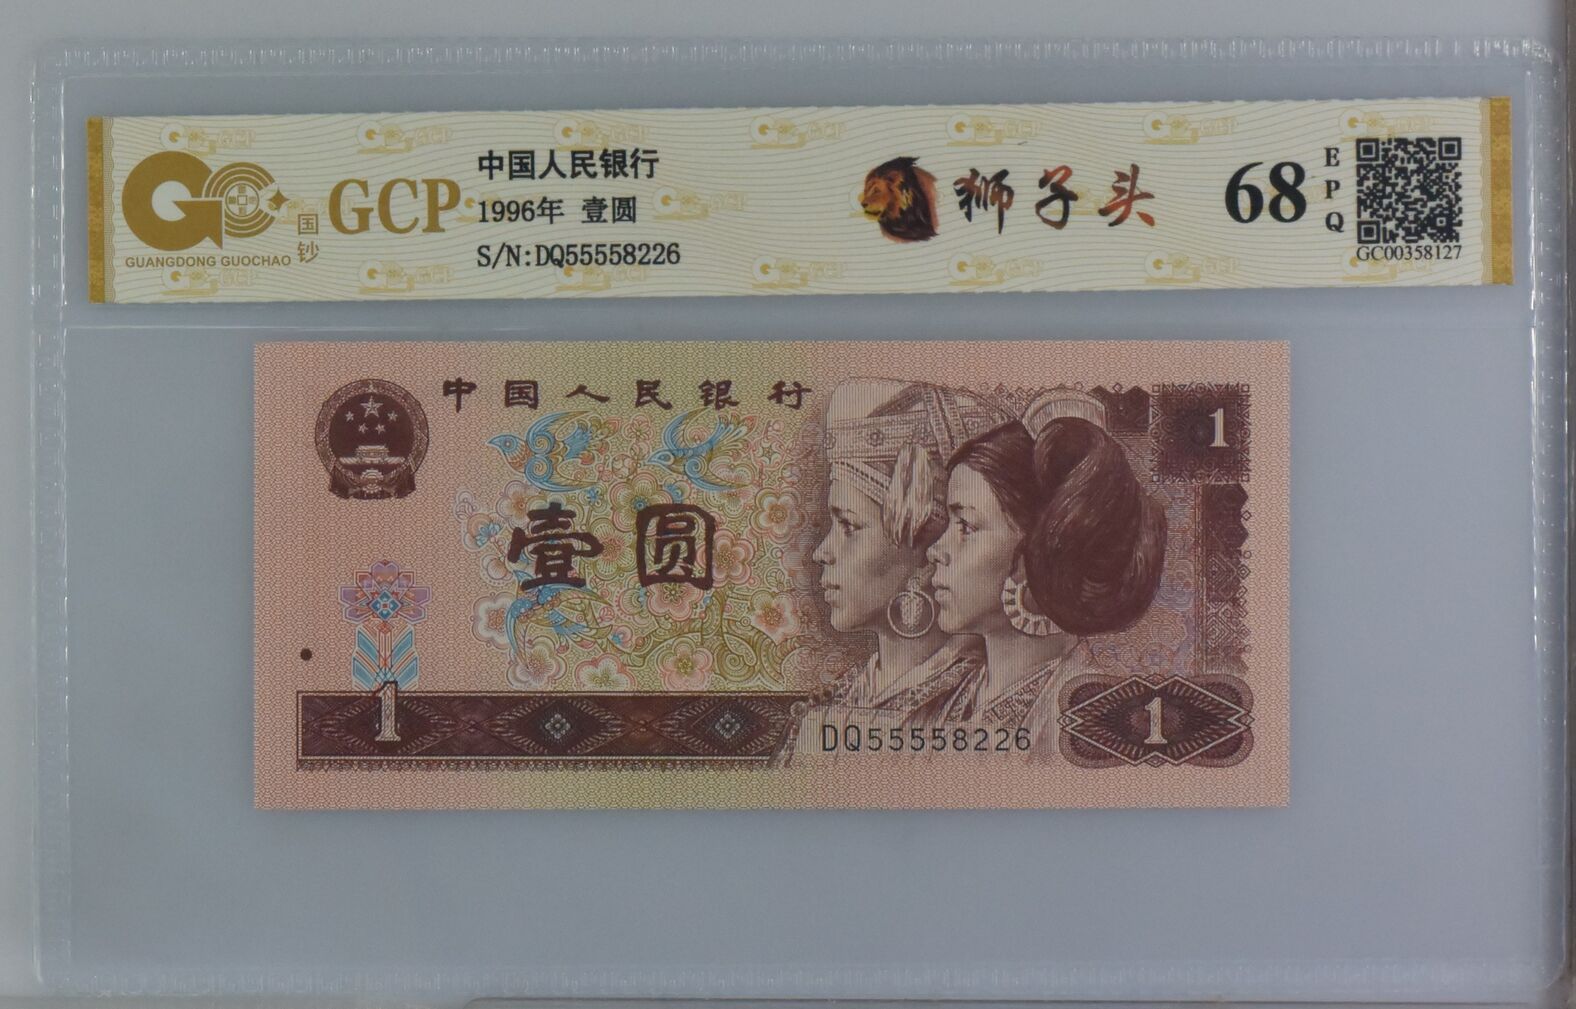 GCP
国钞
GUANGDONG GUOCHAO
中国人民银行
1996年 壹圆
S/N:DQ55558226
狮子头
68
EPQ
GC00358127
中国人民银行
1
壹圆
1
DQ55558226
1